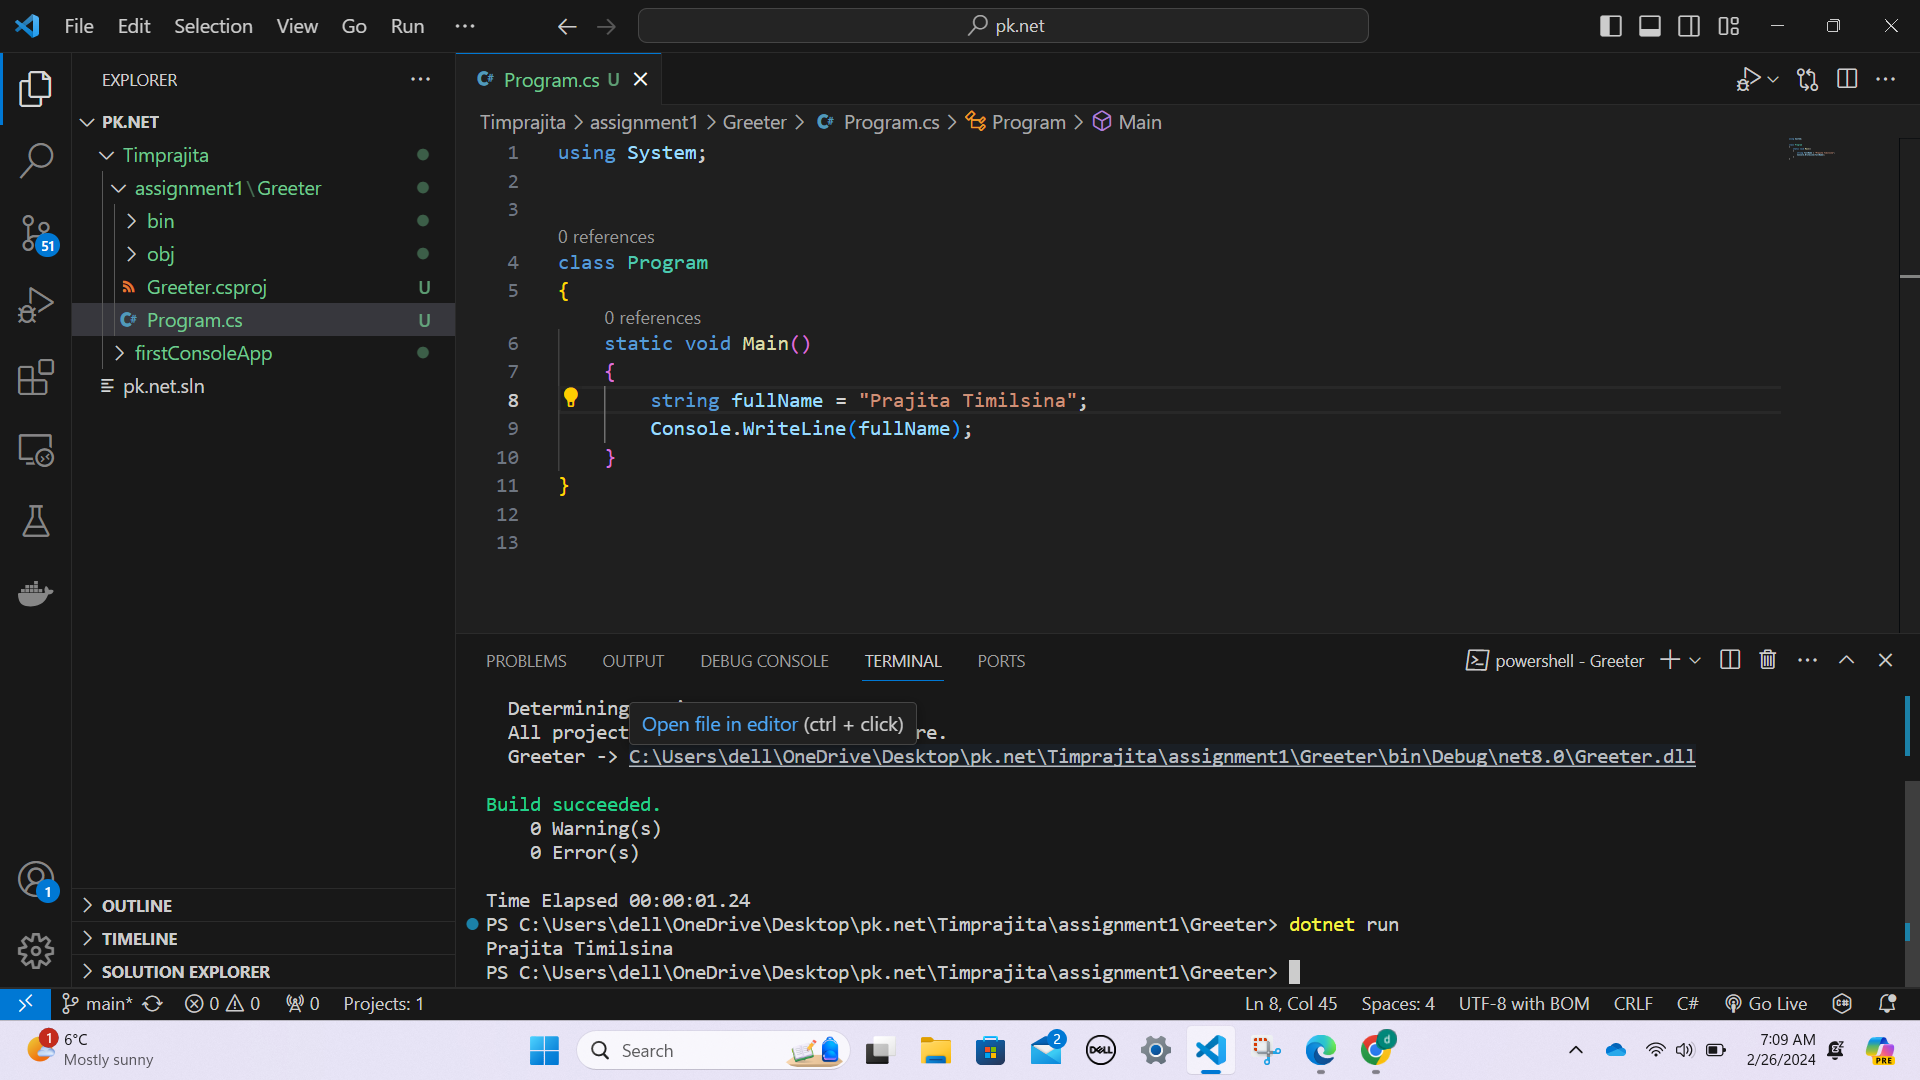 File Edit Selection View Go Run ···
pk.net
EXPLORER ···
PK.NET
Timprajita
assignment1\Greeter
bin
obj
Greeter.csproj U
Program.cs U
firstConsoleApp
pk.net.sln
OUTLINE
TIMELINE
SOLUTION EXPLORER
51
1
Program.cs U
Timprajita > assignment1 > Greeter > Program.cs > Program > Main
1 using System;
2
3
0 references
4 class Program
5 {
0 references
6 static void Main()
7 {
8 string fullName = "Prajita Timilsina";
9 Console.WriteLine(fullName);
10 }
11 }
12
13
PROBLEMS OUTPUT DEBUG CONSOLE TERMINAL PORTS
powershell - Greeter
Determining
Open file in editor (ctrl + click)
All project re.
Greeter -> C:\Users\dell\OneDrive\Desktop\pk.net\Timprajita\assignment1\Greeter\bin\Debug\net8.0\Greeter.dll
Build succeeded.
0 Warning(s)
0 Error(s)
Time Elapsed 00:00:01.24
PS C:\Users\dell\OneDrive\Desktop\pk.net\Timprajita\assignment1\Greeter> dotnet run
Prajita Timilsina
PS C:\Users\dell\OneDrive\Desktop\pk.net\Timprajita\assignment1\Greeter>
main* 0 0 0 Projects: 1
Ln 8, Col 45 Spaces: 4 UTF-8 with BOM CRLF C# Go Live
1
6°C
Mostly sunny
Search
2
DELL
d
7:09 AM
2/26/2024
PRE